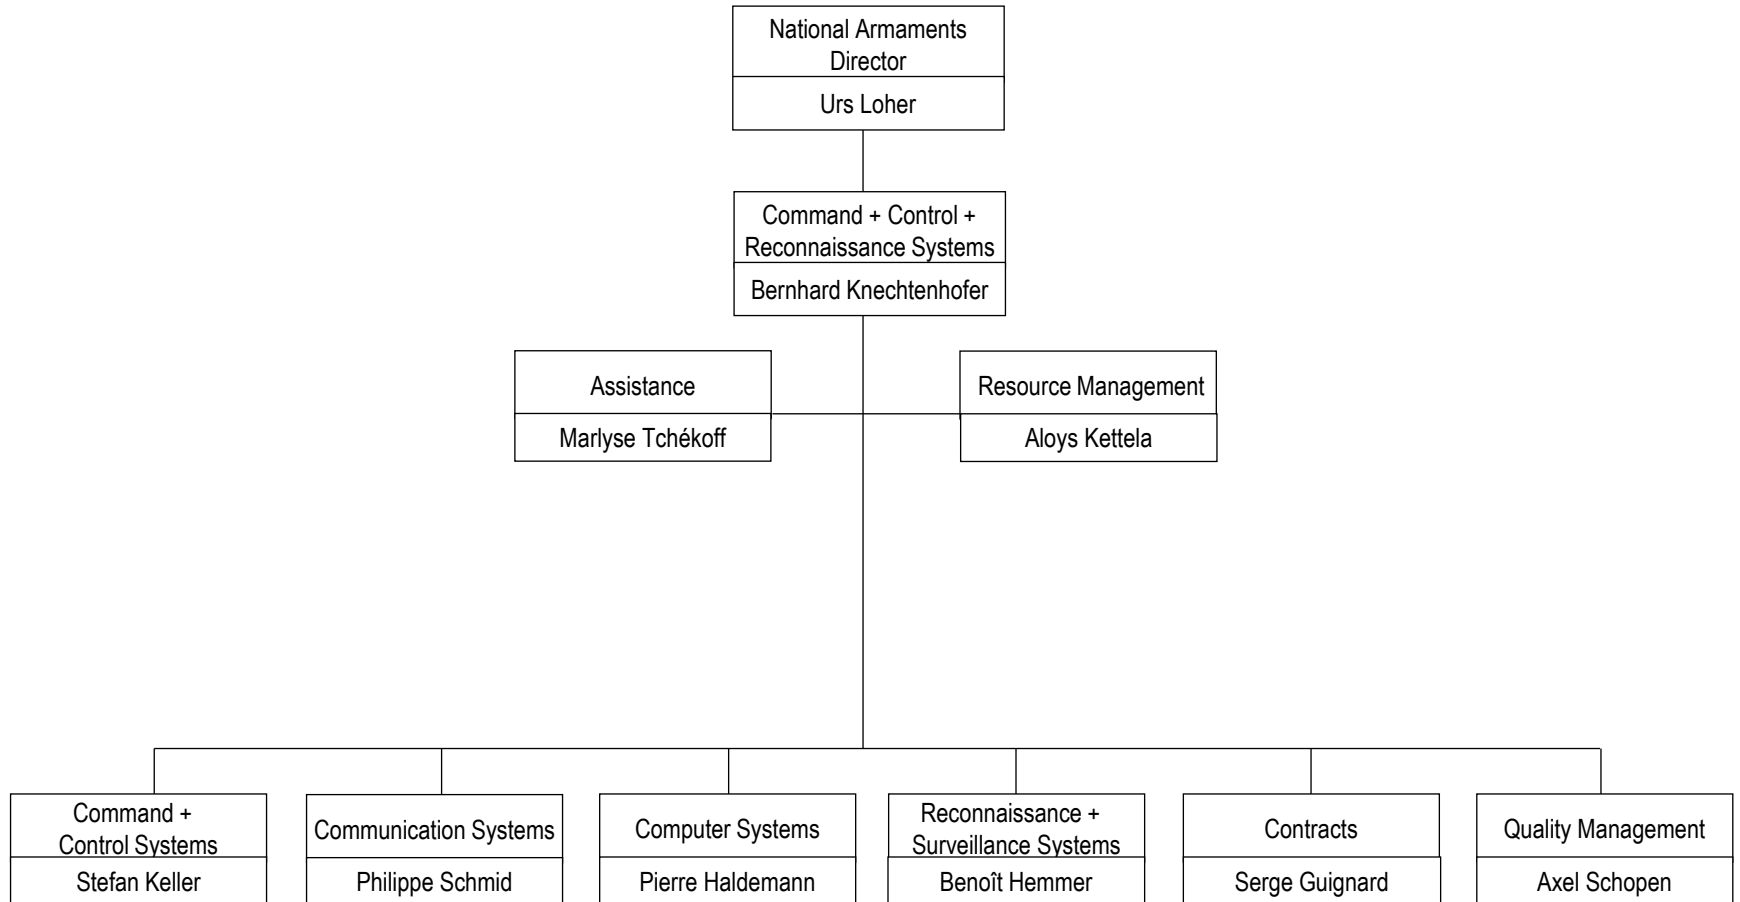 National Armaments
Director
Urs Loher
Command + Control +
Reconnaissance Systems
Bernhard Knechtenhofer
Assistance
Marlyse Tchékoff
Resource Management
Aloys Kettela
Command +
Control Systems
Stefan Keller
Communication Systems
Philippe Schmid
Computer Systems
Pierre Haldemann
Reconnaissance +
Surveillance Systems
Benoît Hemmer
Contracts
Serge Guignard
Quality Management
Axel Schopen